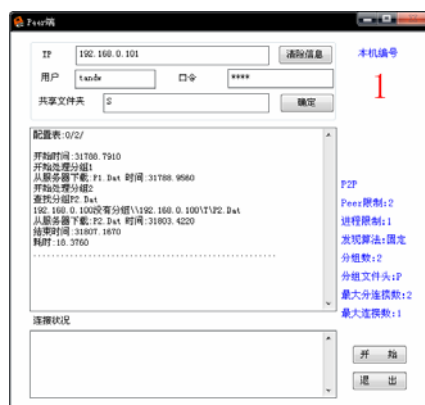 Peer端
IP 192.168.0.101 清除信息 本机编号
用户 tandw 口令 **** 1
共享文件夹 S 确定
配置表:0/2/
开始时间:31788.7910
开始处理分组1
从服务器下载:P1.Dat 时间:31788.9560
开始处理分组2
查找分组P2.Dat
192.168.0.100没有分组\\192.168.0.100\T\P2.Dat
从服务器下载:P2.Dat 时间:31803.4220
结束时间:31807.1670
耗时:18.3760
P2P
Peer限制:2
进程限制:1
发现算法:固定
分组数:2
分组文件头:P
最大分连接数:2
最大连接数:1
连接状况
开 始
退 出